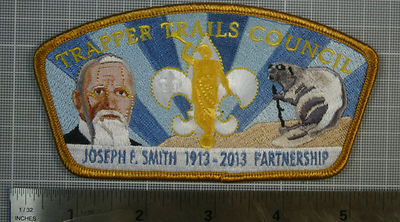 TRAPPER TRAILS COUNCIL
JOSEPH F. SMITH 1913-2013 PARTNERSHIP
1/32
INCHES
1 2 3 4 5